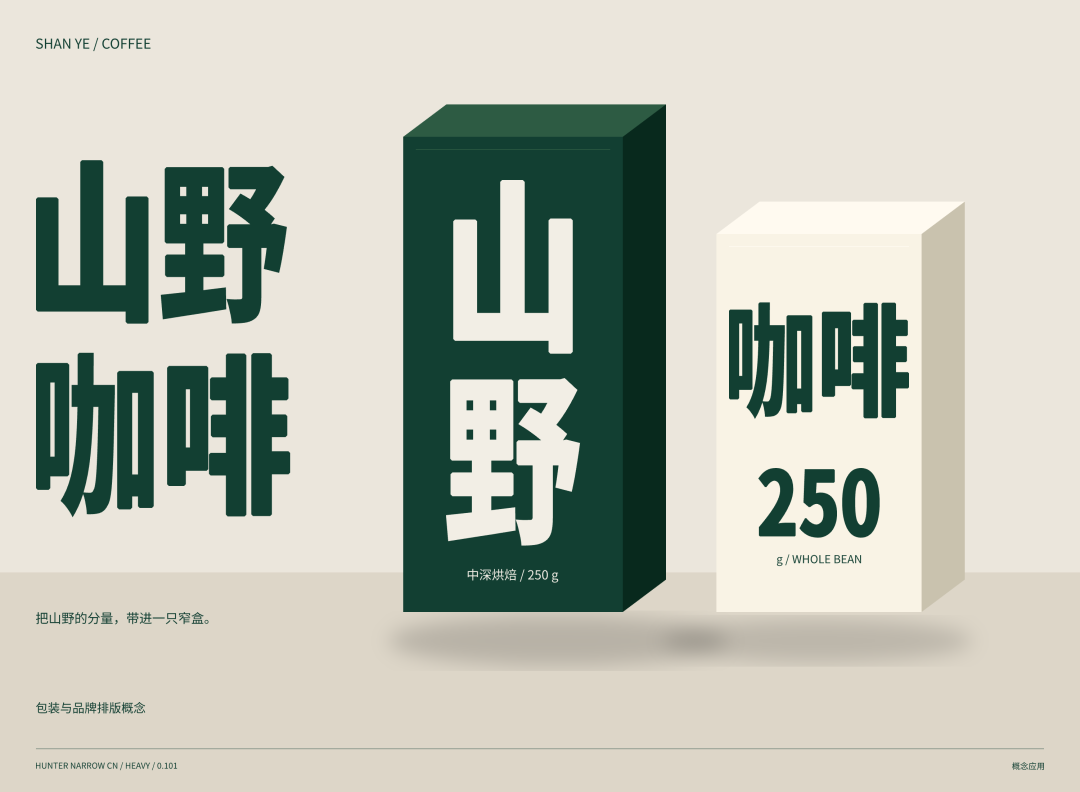 SHAN YE / COFFEE
山野
咖啡
山
野
中深烘焙 / 250 g
咖啡
250
g / WHOLE BEAN
把山野的分量，带进一只窄盒。
包装与品牌排版概念
HUNTER NARROW CN / HEAVY / 0.101
概念应用